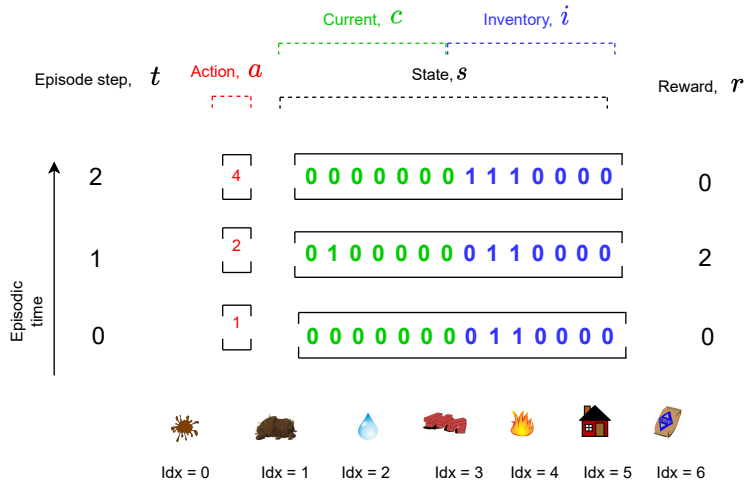 Current, c Inventory, i
Episode step, t Action, a State, s Reward, r
2 4 0 0 0 0 0 0 0 1 1 1 0 0 0 0 0
1 2 0 1 0 0 0 0 0 0 1 1 0 0 0 0 2
0 1 0 0 0 0 0 0 0 0 1 1 0 0 0 0 0
Episodic
time
Idx = 0 Idx = 1 Idx = 2 Idx = 3 Idx = 4 Idx = 5 Idx = 6